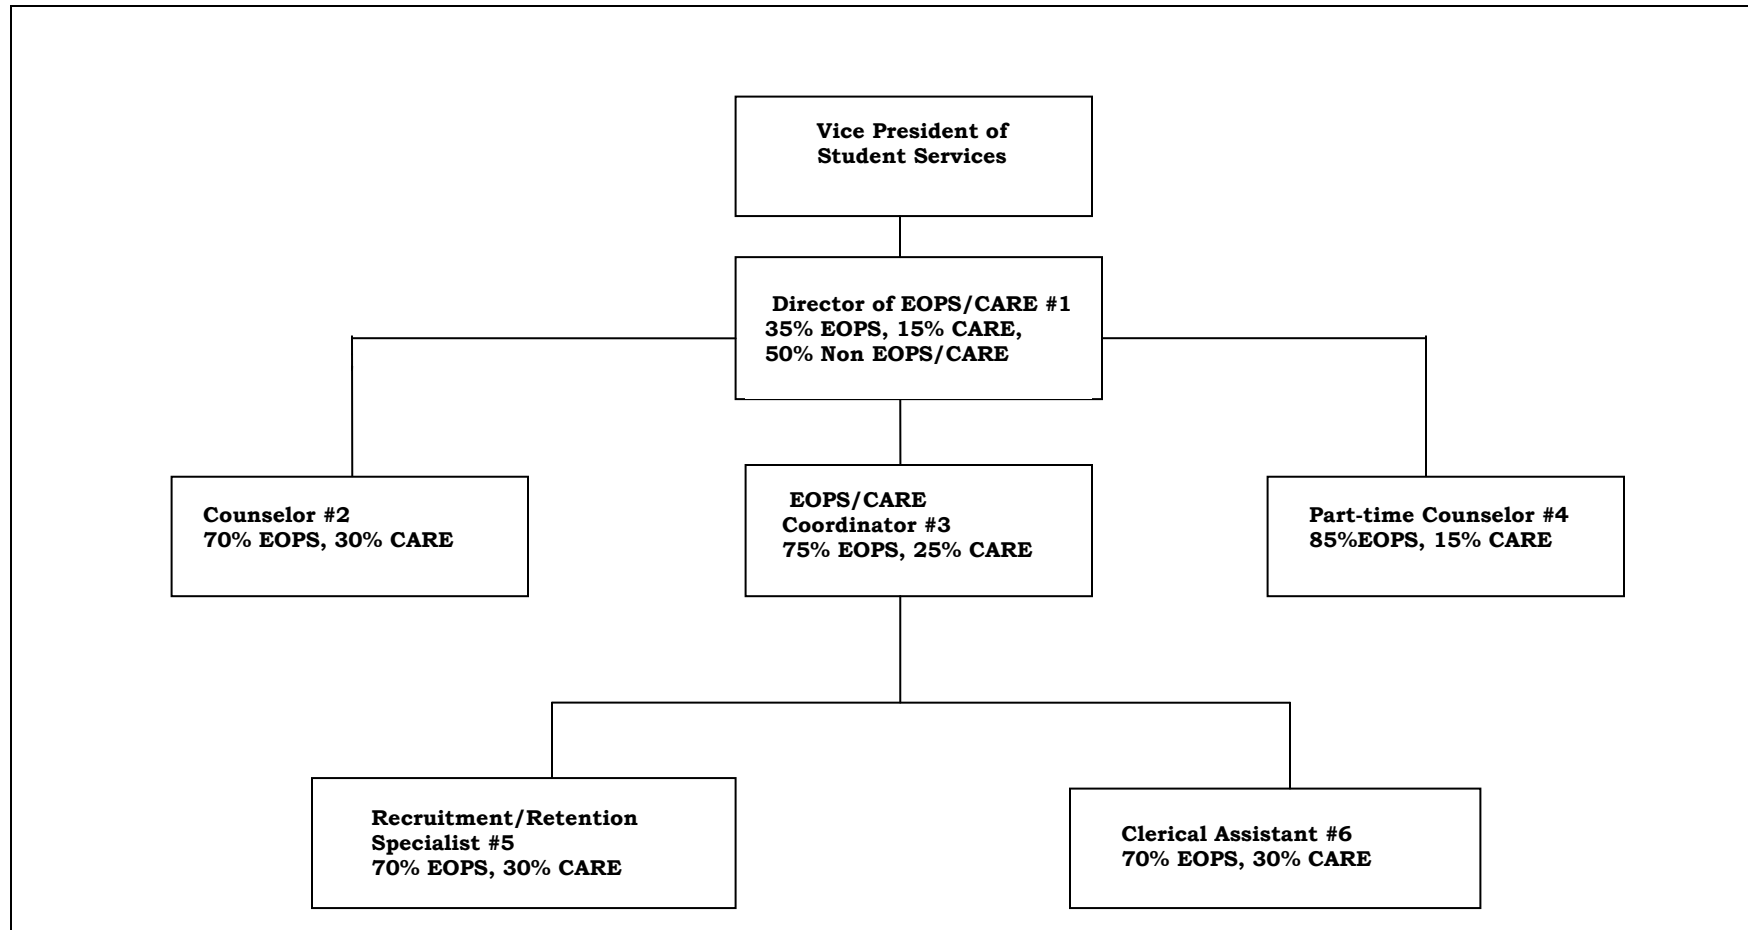 Vice President of
Student Services
Director of EOPS/CARE #1
35% EOPS, 15% CARE,
50% Non EOPS/CARE
Counselor #2
70% EOPS, 30% CARE
EOPS/CARE
Coordinator #3
75% EOPS, 25% CARE
Part-time Counselor #4
85%EOPS, 15% CARE
Recruitment/Retention
Specialist #5
70% EOPS, 30% CARE
Clerical Assistant #6
70% EOPS, 30% CARE